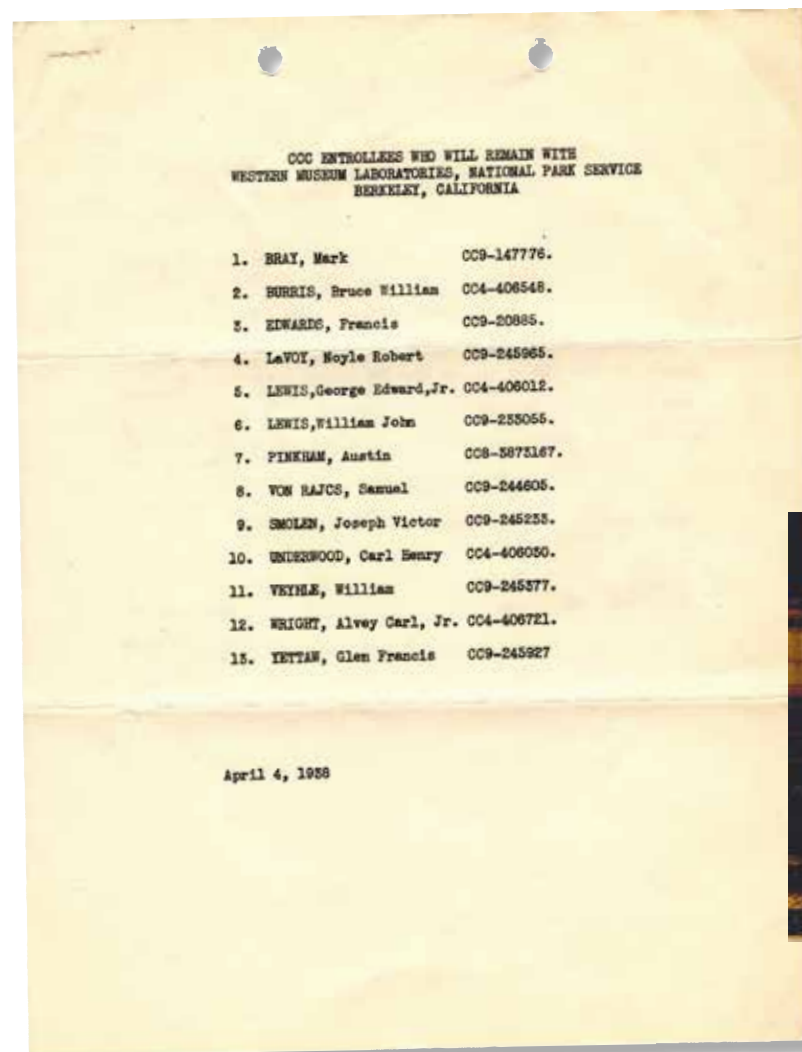 CCC ENTROLLEES WHO WILL REMAIN WITH
WESTERN MUSEUM LABORATORIES, NATIONAL PARK SERVICE
BERKELEY, CALIFORNIA
1. BRAY, Mark CC9-147776.
2. BURRIS, Bruce William CC4-406548.
3. EDWARDS, Francis CC9-20885.
4. LaVOY, Noyle Robert CC9-245965.
5. LEWIS,George Edward,Jr. CC4-406012.
6. LEWIS,William John CC9-233055.
7. PINKHAM, Austin CC8-3873167.
8. VON RAJCS, Samuel CC9-244605.
9. SMOLEN, Joseph Victor CC9-245233.
10. UNDERWOOD, Carl Henry CC4-406030.
11. VEYHLE, William CC9-245377.
12. WRIGHT, Alvey Carl, Jr. CC4-406721.
13. YETTAW, Glen Francis CC9-245927
April 4, 1938